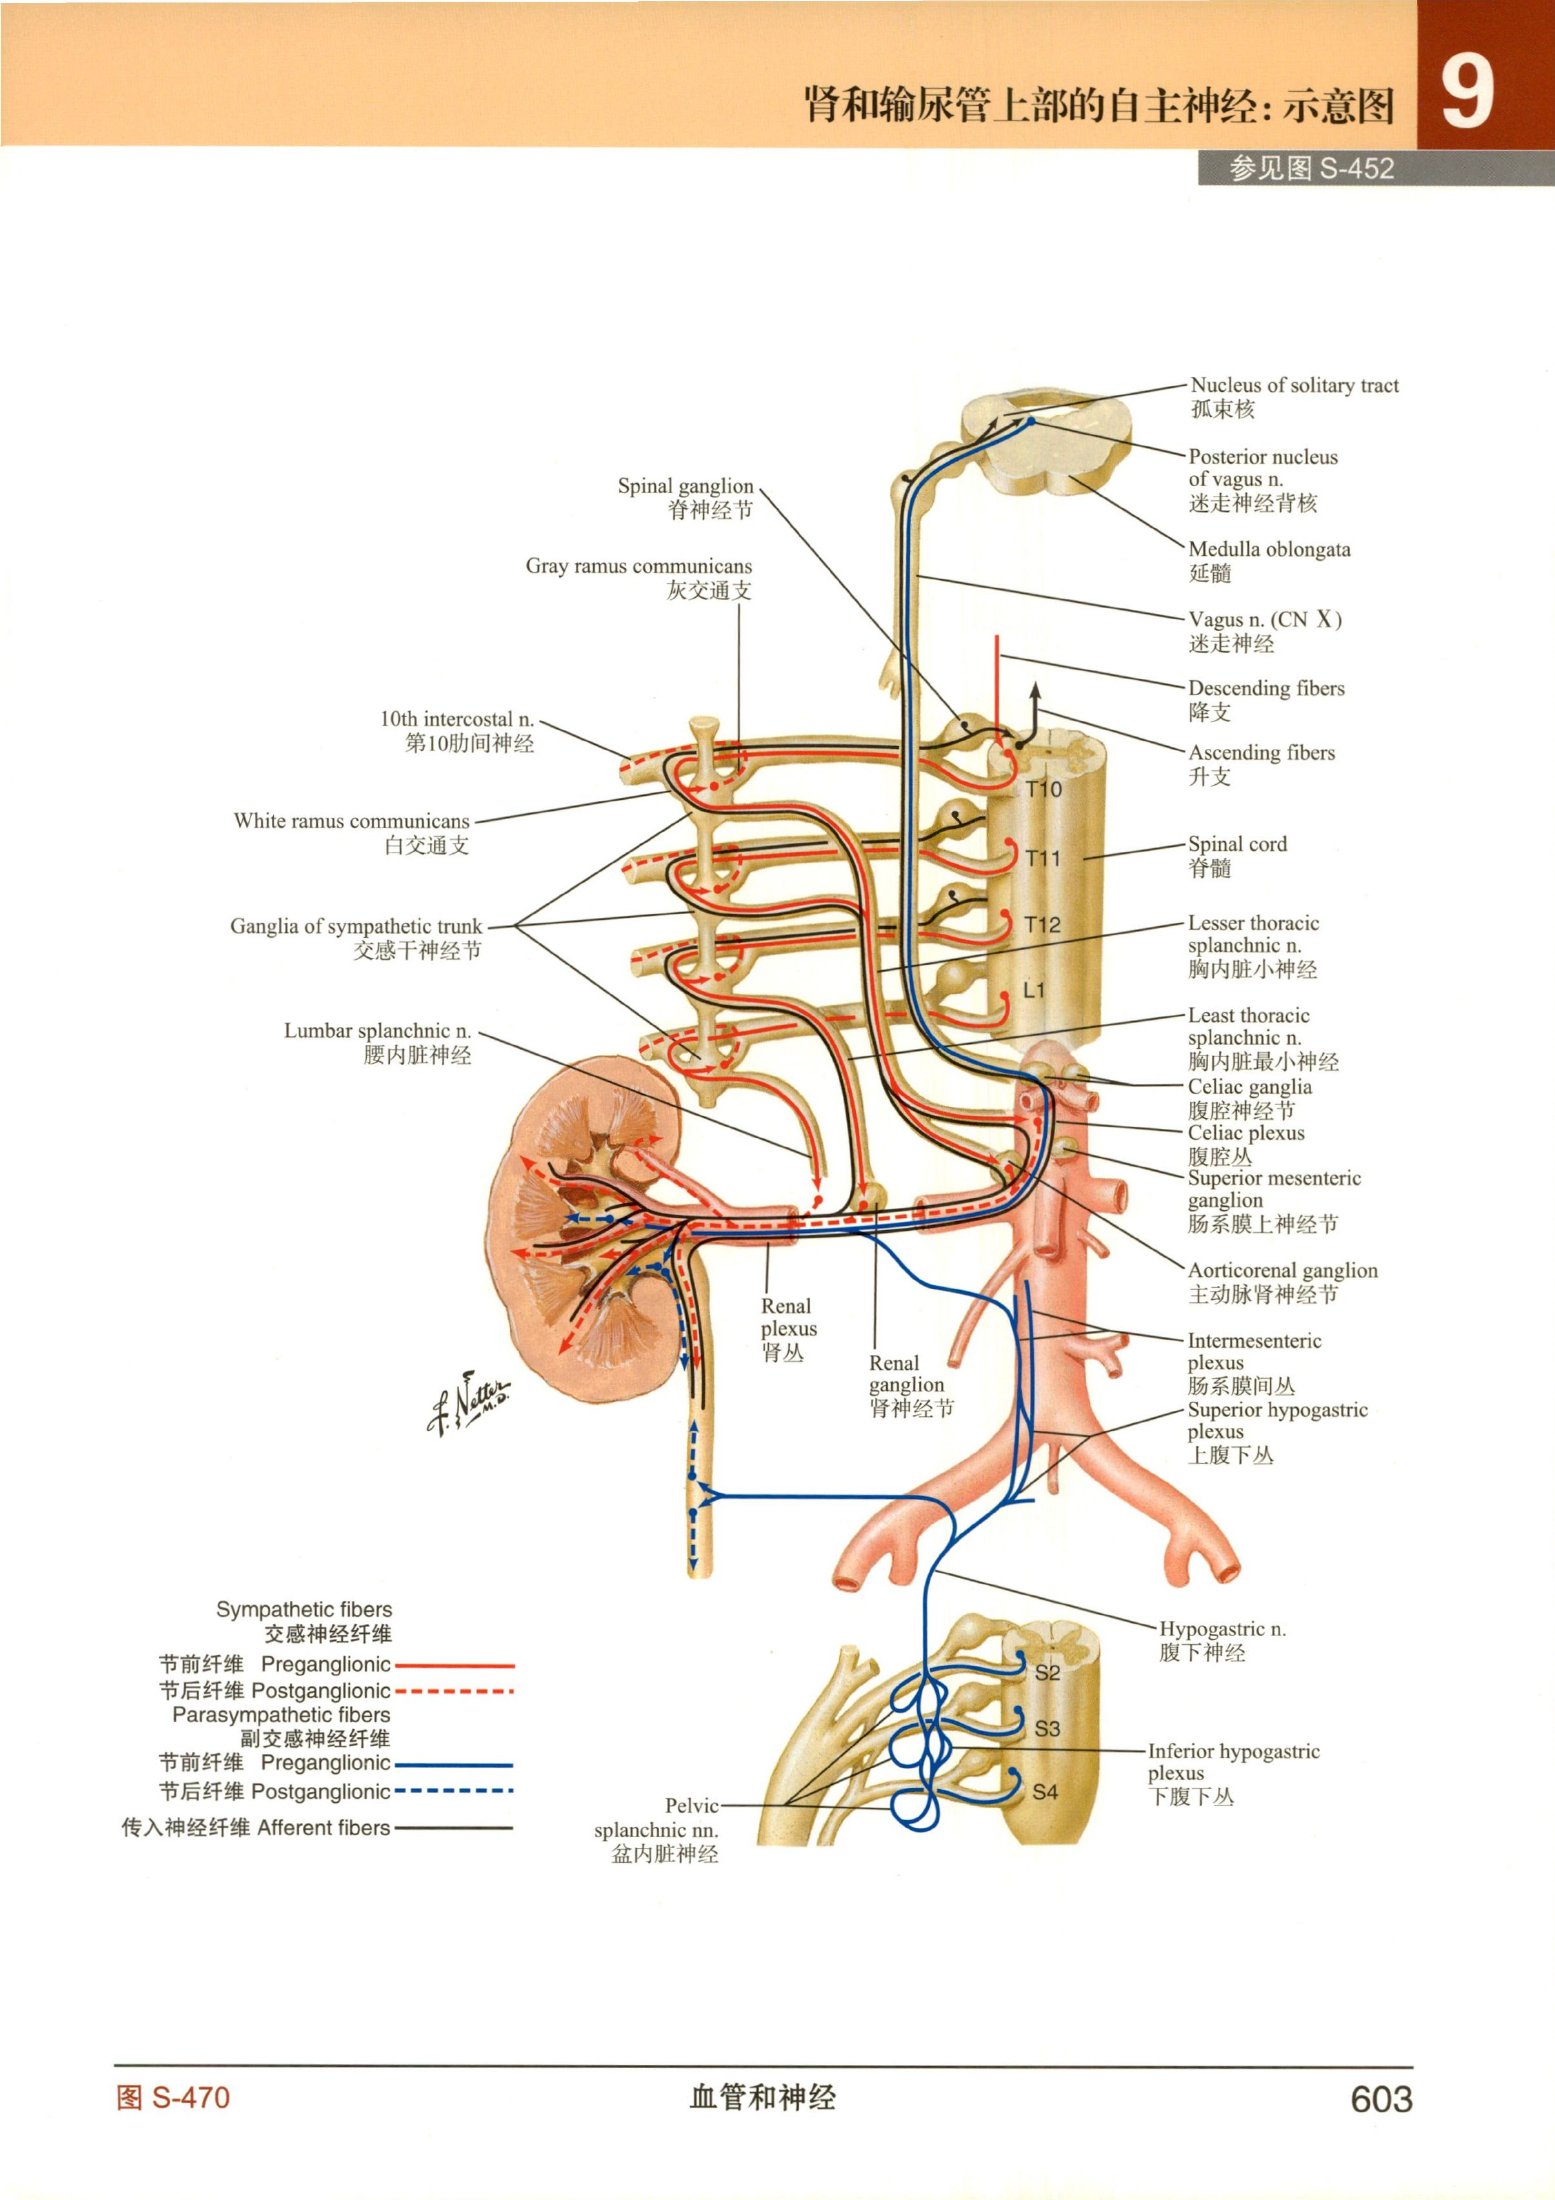 肾和输尿管上部的自主神经：示意图
9
参见图 S-452
Nucleus of solitary tract
孤束核
Posterior nucleus
of vagus n.
迷走神经背核
Medulla oblongata
延髓
Vagus n. (CN X)
迷走神经
Descending fibers
降支
Ascending fibers
升支
Spinal cord
脊髓
Lesser thoracic
splanchnic n.
胸内脏小神经
Least thoracic
splanchnic n.
胸内脏最小神经
Celiac ganglia
腹腔神经节
Celiac plexus
腹腔丛
Superior mesenteric
ganglion
肠系膜上神经节
Aorticorenal ganglion
主动脉肾神经节
Intermesenteric
plexus
肠系膜间丛
Superior hypogastric
plexus
上腹下丛
Hypogastric n.
腹下神经
Inferior hypogastric
plexus
下腹下丛
Spinal ganglion
脊神经节
Gray ramus communicans
灰交通支
10th intercostal n.
第10肋间神经
White ramus communicans
白交通支
Ganglia of sympathetic trunk
交感干神经节
Lumbar splanchnic n.
腰内脏神经
T10
T11
T12
L1
Renal
plexus
肾丛
Renal
ganglion
肾神经节
F. Netter
M.D.
S2
S3
S4
Pelvic
splanchnic nn.
盆内脏神经
Sympathetic fibers
交感神经纤维
节前纤维 Preganglionic
节后纤维 Postganglionic
Parasympathetic fibers
副交感神经纤维
节前纤维 Preganglionic
节后纤维 Postganglionic
传入神经纤维 Afferent fibers
图 S-470
血管和神经
603